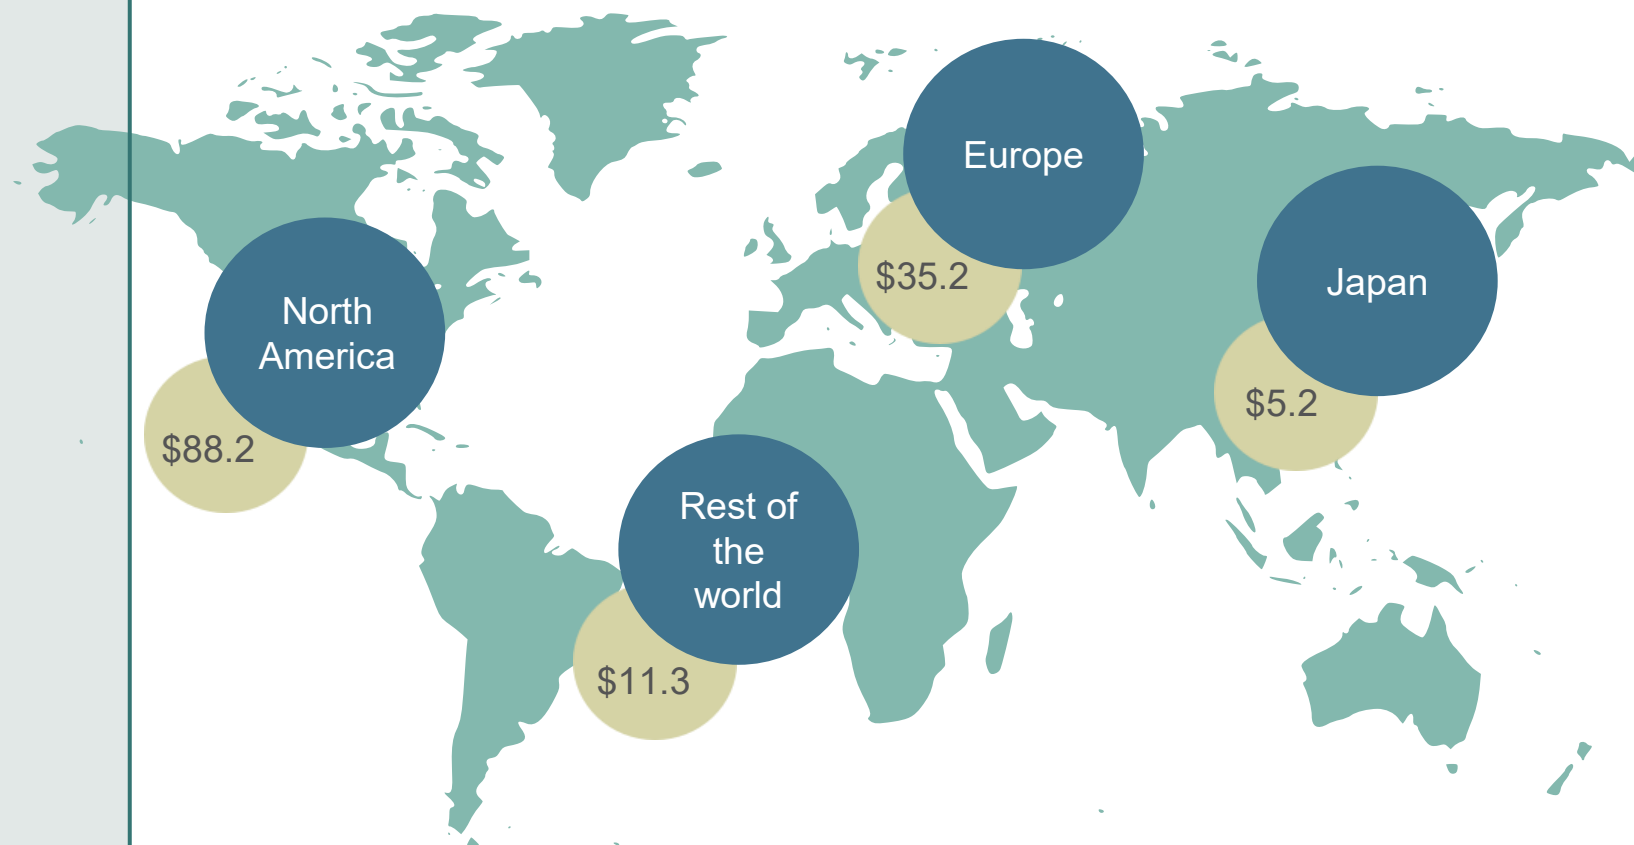 North
America
$88.2
Europe
$35.2
Japan
$5.2
Rest of
the
world
$11.3